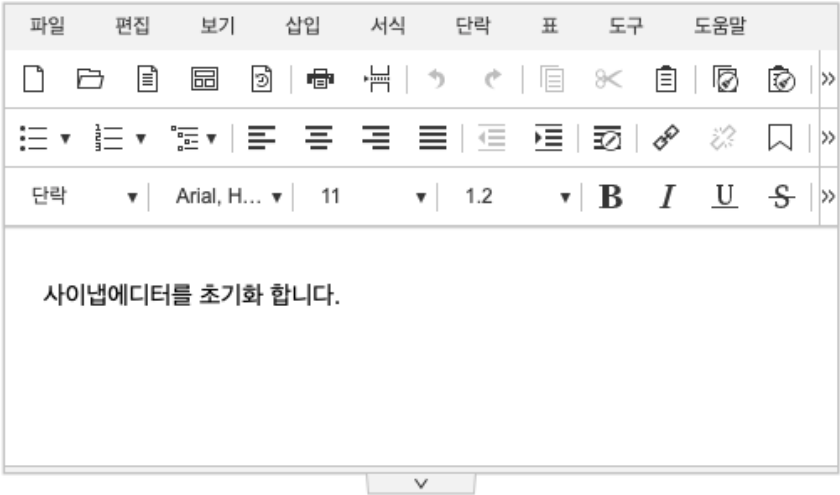 파일 편집 보기 삽입 서식 단락 표 도구 도움말
단락 Arial, H... 11 1.2 B I U S
사이냅에디터를 초기화 합니다.